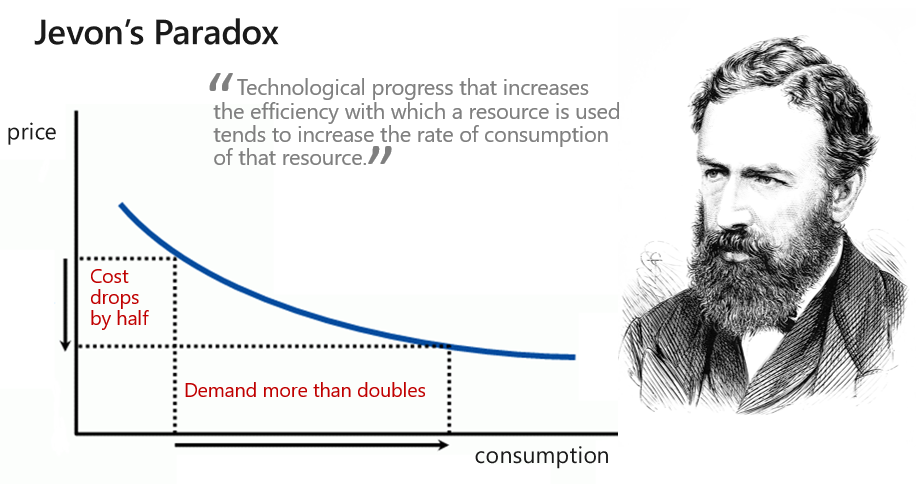 Jevon's Paradox
“ Technological progress that increases
the efficiency with which a resource is used
tends to increase the rate of consumption
of that resource.”
price
Cost
drops
by half
Demand more than doubles
consumption